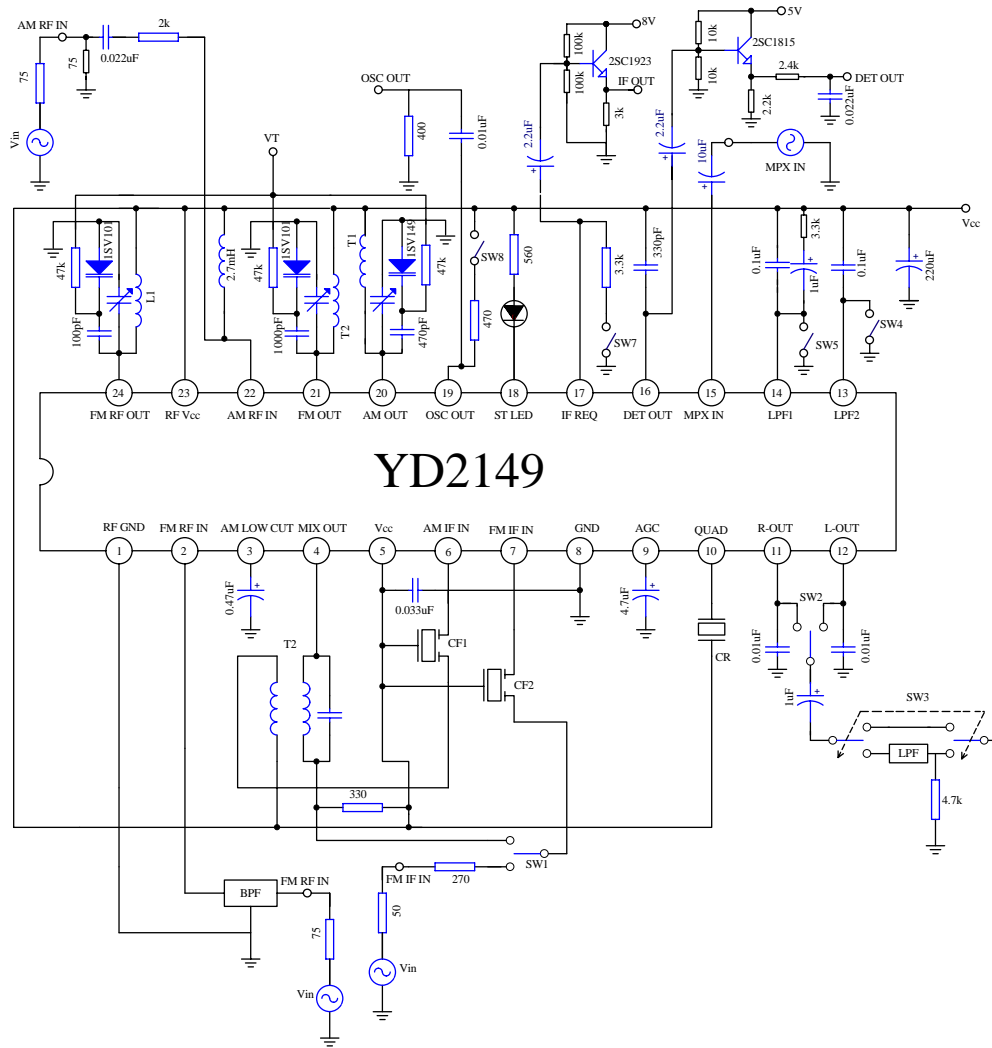 AM RF IN
2k
0.022uF
75
75
Vin
OSC OUT
400
0.01uF
VT
8V
100k
100k
2SC1923
IF OUT
3k
2.2uF
5V
10k
10k
2SC1815
2.4k
DET OUT
2.2k
0.022uF
2.2uF
10uF
MPX IN
Vcc
47k
1SV101
100pF
L1
2.7mH
47k
1SV101
1000pF
T2
T1
1SV149
47k
470pF
SW8
470
560
3.3k
SW7
330pF
0.1uF
3.3k
1uF
SW5
0.1uF
SW4
220uF
24 23 22 21 20 19 18 17 16 15 14 13
FM RF OUT RF Vcc AM RF IN FM OUT AM OUT OSC OUT ST LED IF REQ DET OUT MPX IN LPF1 LPF2
YD2149
RF GND FM RF IN AM LOW CUT MIX OUT Vcc AM IF IN FM IF IN GND AGC QUAD R-OUT L-OUT
1 2 3 4 5 6 7 8 9 10 11 12
0.47uF
0.033uF
4.7uF
T2
CF1
CF2
CR
SW2
0.01uF
0.01uF
1uF
SW3
LPF
4.7k
330
SW1
FM IF IN
270
50
Vin
BPF
FM RF IN
75
Vin